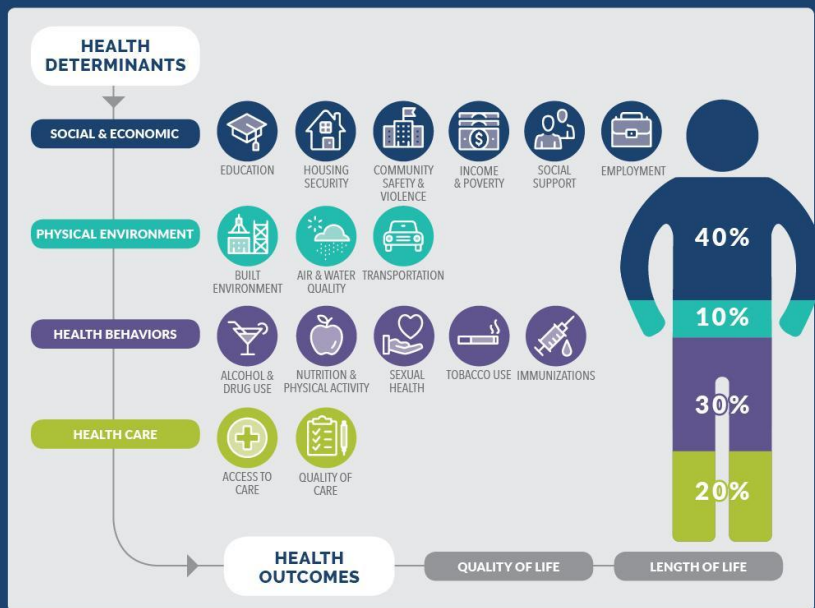 HEALTH
DETERMINANTS
SOCIAL & ECONOMIC
EDUCATION
HOUSING
SECURITY
COMMUNITY
SAFETY &
VIOLENCE
INCOME
& POVERTY
SOCIAL
SUPPORT
EMPLOYMENT
40%
PHYSICAL ENVIRONMENT
BUILT
ENVIRONMENT
AIR & WATER
QUALITY
TRANSPORTATION
10%
HEALTH BEHAVIORS
ALCOHOL &
DRUG USE
NUTRITION &
PHYSICAL ACTIVITY
SEXUAL
HEALTH
TOBACCO USE
IMMUNIZATIONS
30%
HEALTH CARE
ACCESS TO
CARE
QUALITY OF
CARE
20%
HEALTH
OUTCOMES
QUALITY OF LIFE
LENGTH OF LIFE